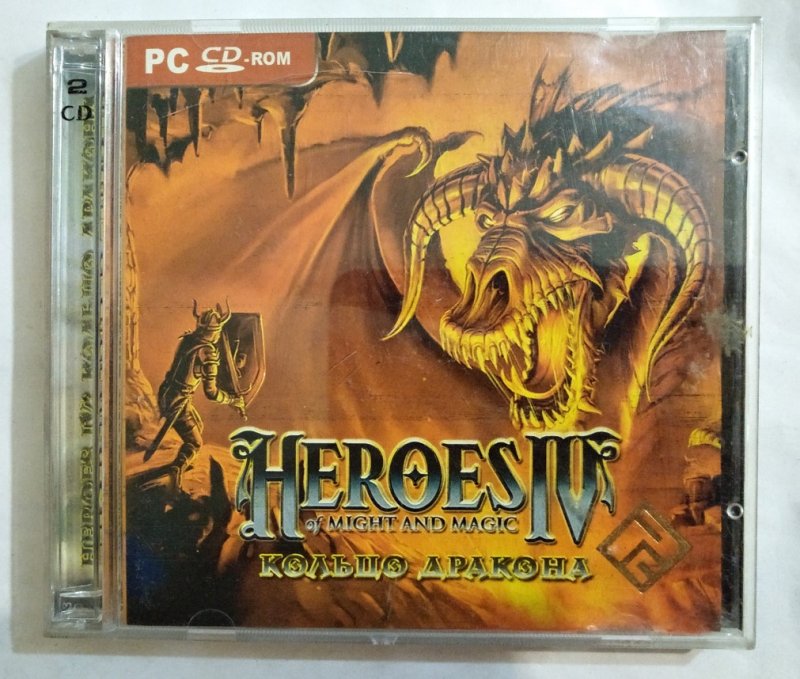 PC CD-ROM
2
CD
HEROES IV
of MIGHT AND MAGIC
КОЛЬЦО ДРАКОНА